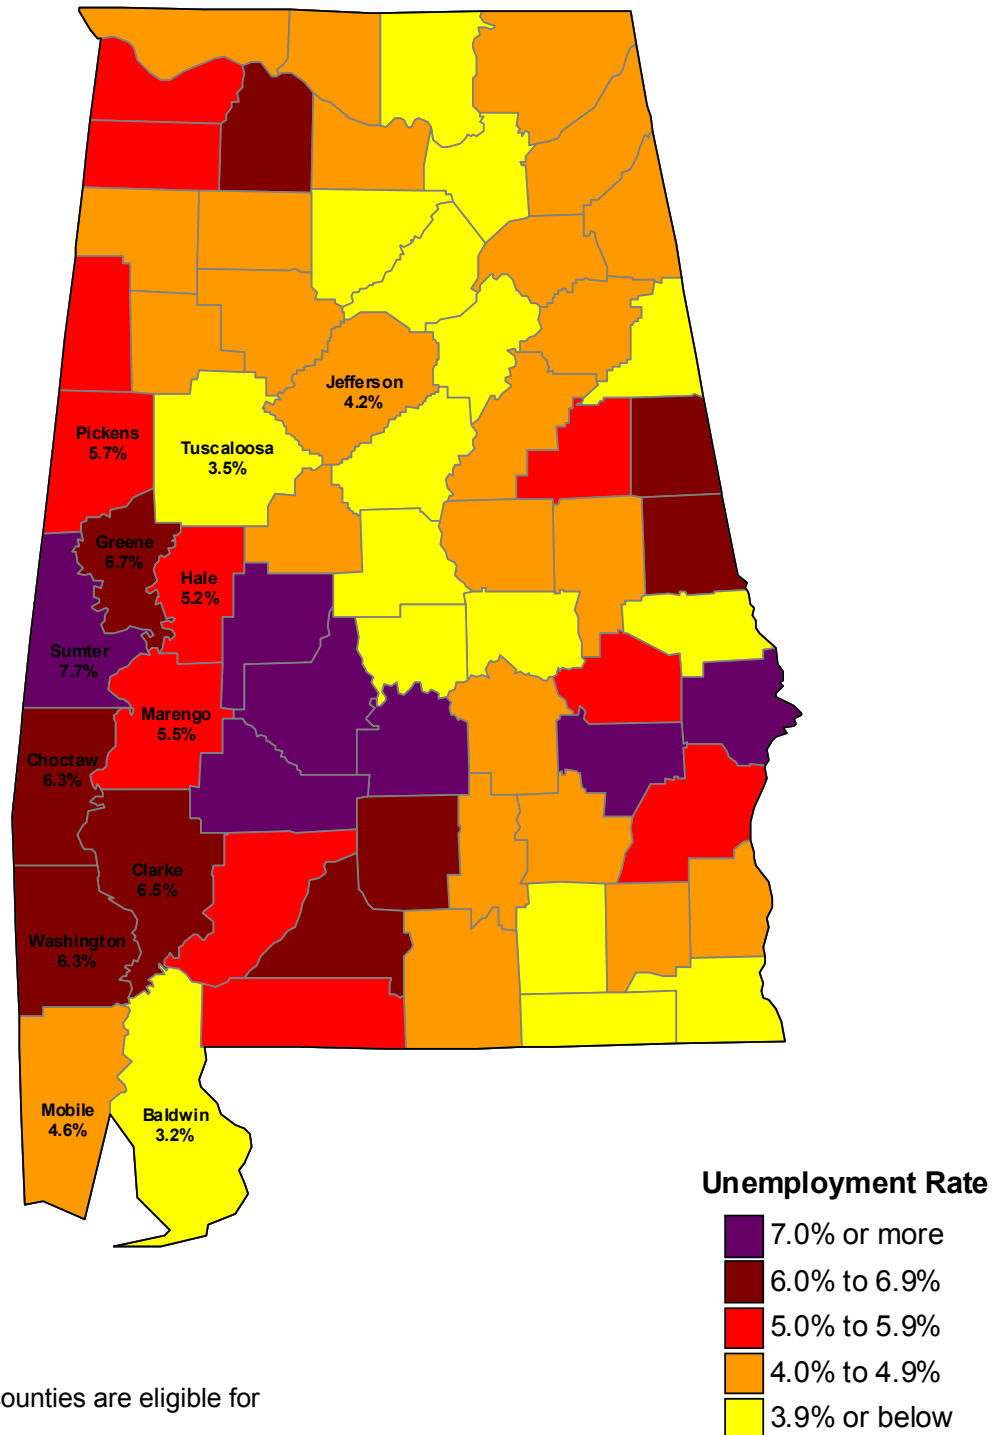 Jefferson
4.2%
Pickens
5.7%
Tuscaloosa
3.5%
Greene
6.7%
Hale
5.2%
Sumter
7.7%
Marengo
5.5%
Choctaw
6.3%
Clarke
6.5%
Washington
6.3%
Mobile
4.6%
Baldwin
3.2%
Unemployment Rate
7.0% or more
6.0% to 6.9%
5.0% to 5.9%
4.0% to 4.9%
3.9% or below
counties are eligible for